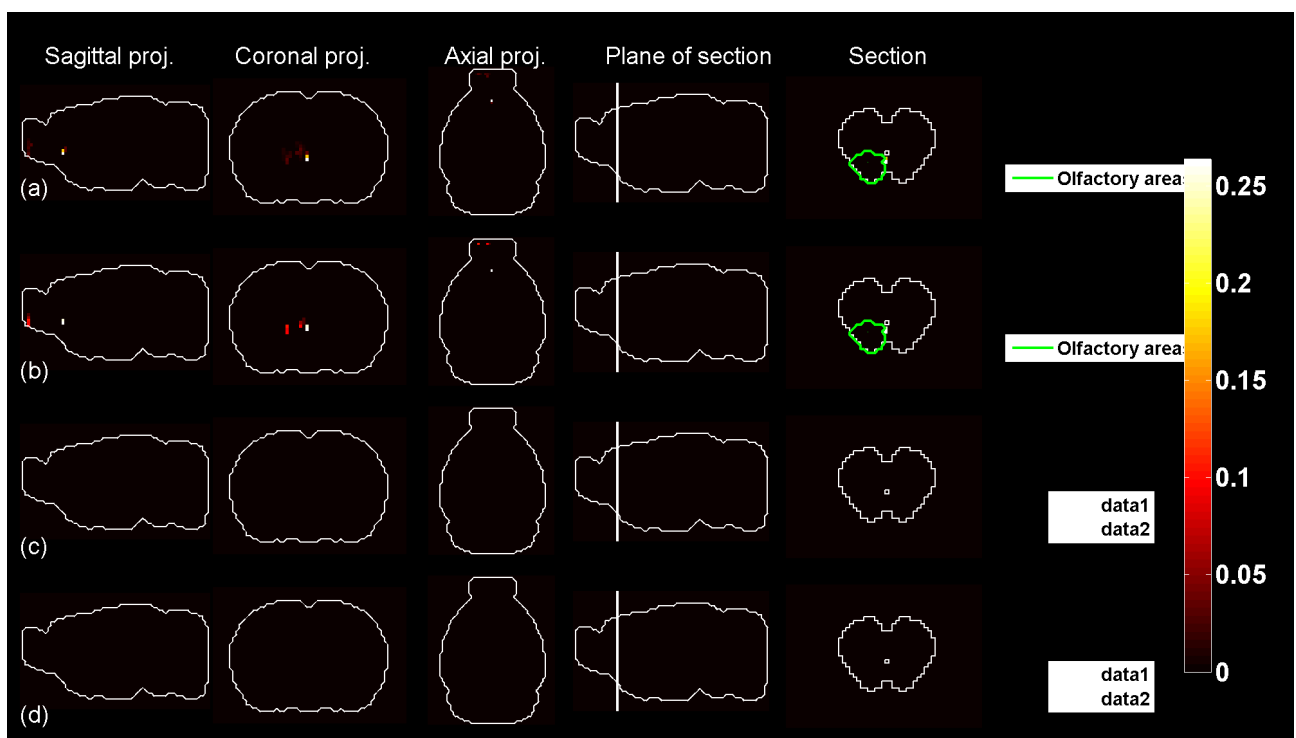 Sagittal proj. Coronal proj. Axial proj. Plane of section Section
(a)
Olfactory areas
0.25
0.2
(b)
Olfactory areas
0.15
0.1
(c)
data1
data2
0.05
(d)
data1
data2
0